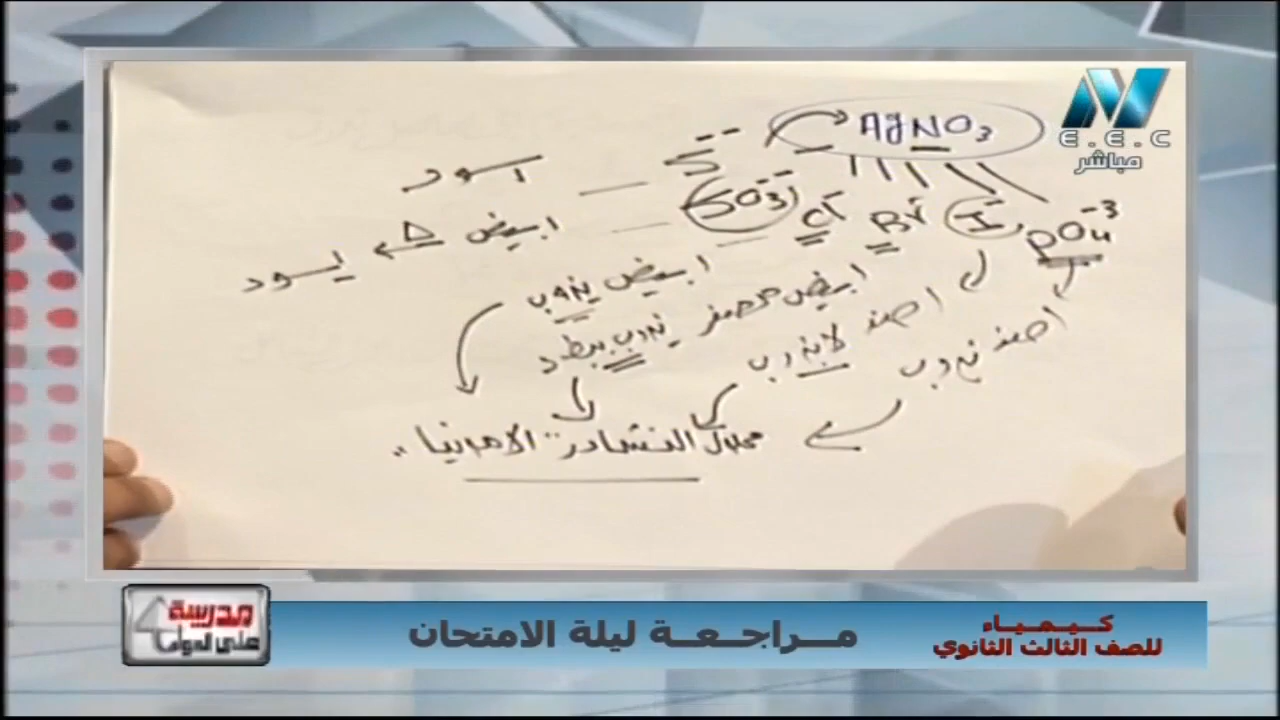 AgNO₃
E.E.C
مباشر
S⁻⁻
SO₃⁻⁻
Cl⁻ Br⁻ I⁻ PO₄⁻³
اسود
ابيض Δ يسود
ابيض يذوب
ابيض مصفر يذوب ببطء
اصفر لا يذوب
اصفر يذوب
محلول النشادر "الامونيا"
مدرسة
على الهواء
مراجعة ليلة الامتحان
كيمياء
للصف الثالث الثانوي